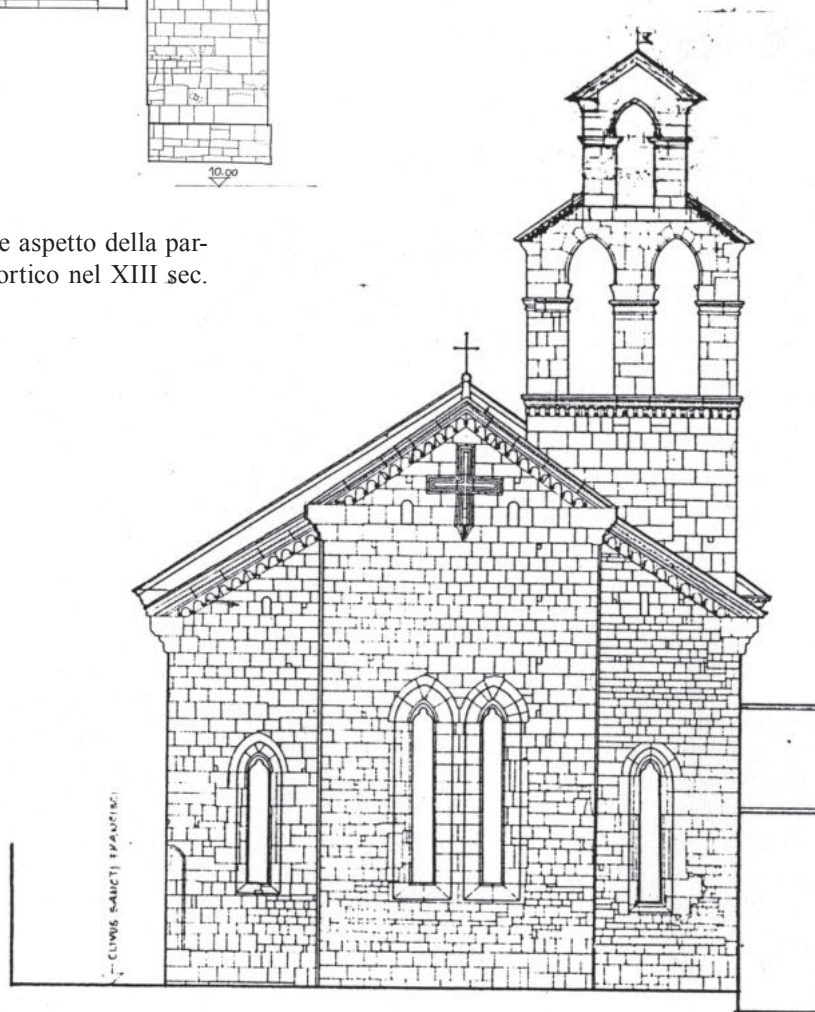 10.00
e aspetto della par-
ortico nel XIII sec.
CLIVUS SANCTI FRANCISCI